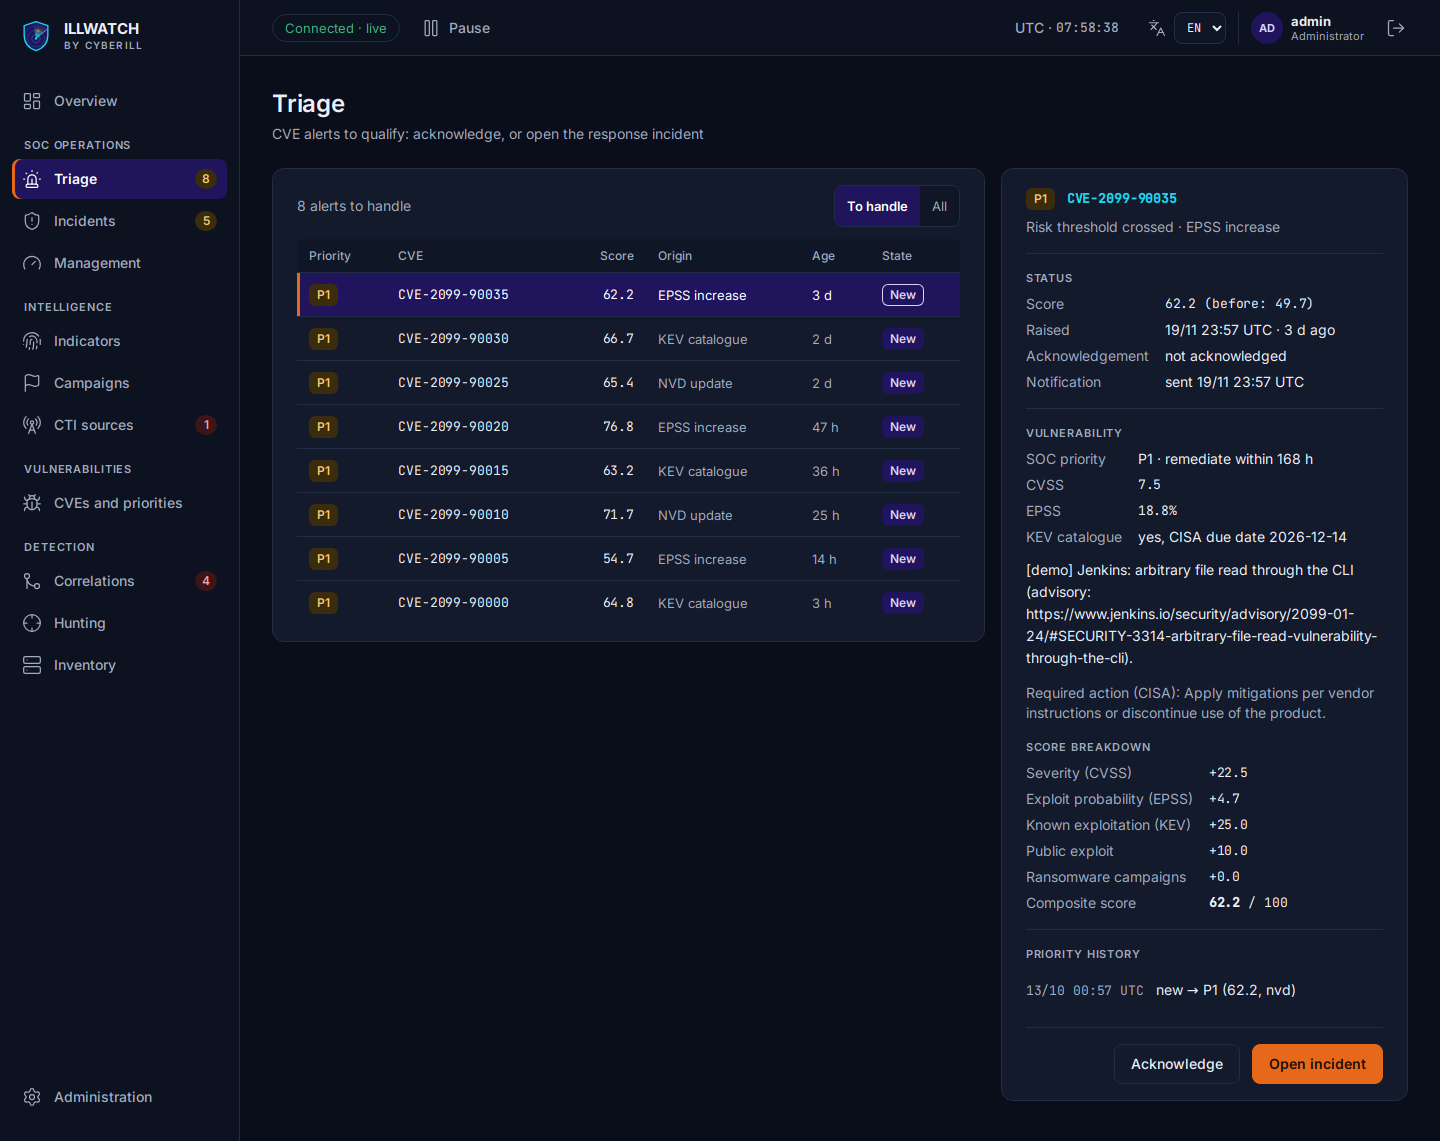 ILLWATCH
BY CYBERILL
Overview
SOC OPERATIONS
Triage 8
Incidents 5
Management
INTELLIGENCE
Indicators
Campaigns
CTI sources 1
VULNERABILITIES
CVEs and priorities
DETECTION
Correlations 4
Hunting
Inventory
Administration
Connected · live
Pause
UTC · 07:58:38
EN
AD
admin
Administrator
Triage
CVE alerts to qualify: acknowledge, or open the response incident
8 alerts to handle
To handle All
Priority CVE Score Origin Age State
P1 CVE-2099-90035 62.2 EPSS increase 3 d New
P1 CVE-2099-90030 66.7 KEV catalogue 2 d New
P1 CVE-2099-90025 65.4 NVD update 2 d New
P1 CVE-2099-90020 76.8 EPSS increase 47 h New
P1 CVE-2099-90015 63.2 KEV catalogue 36 h New
P1 CVE-2099-90010 71.7 NVD update 25 h New
P1 CVE-2099-90005 54.7 EPSS increase 14 h New
P1 CVE-2099-90000 64.8 KEV catalogue 3 h New
P1 CVE-2099-90035
Risk threshold crossed · EPSS increase
STATUS
Score 62.2 (before: 49.7)
Raised 19/11 23:57 UTC · 3 d ago
Acknowledgement not acknowledged
Notification sent 19/11 23:57 UTC
VULNERABILITY
SOC priority P1 · remediate within 168 h
CVSS 7.5
EPSS 18.8%
KEV catalogue yes, CISA due date 2026-12-14
[demo] Jenkins: arbitrary file read through the CLI
(advisory:
https://www.jenkins.io/security/advisory/2099-01-
24/#SECURITY-3314-arbitrary-file-read-vulnerability-
through-the-cli).
Required action (CISA): Apply mitigations per vendor
instructions or discontinue use of the product.
SCORE BREAKDOWN
Severity (CVSS) +22.5
Exploit probability (EPSS) +4.7
Known exploitation (KEV) +25.0
Public exploit +10.0
Ransomware campaigns +0.0
Composite score 62.2 / 100
PRIORITY HISTORY
13/10 00:57 UTC new → P1 (62.2, nvd)
Acknowledge
Open incident